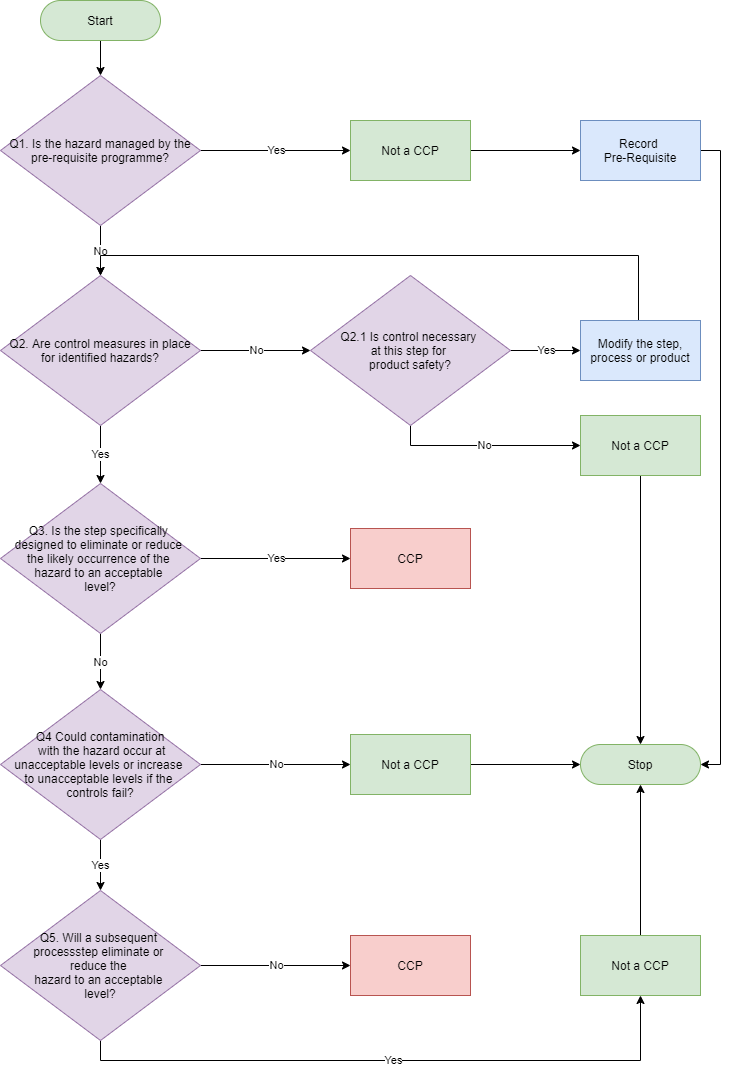 Start
Q1. Is the hazard managed by the
pre-requisite programme?
Yes
Not a CCP
Record
Pre-Requisite
No
Q2. Are control measures in place
for identified hazards?
No
Q2.1 Is control necessary
at this step for
product safety?
Yes
Modify the step,
process or product
No
Not a CCP
Yes
Q3. Is the step specifically
designed to eliminate or reduce
the likely occurrence of the
hazard to an acceptable
level?
Yes
CCP
No
Q4 Could contamination
with the hazard occur at
unacceptable levels or increase
to unacceptable levels if the
controls fail?
No
Not a CCP
Stop
Yes
Q5. Will a subsequent
processstep eliminate or
reduce the
hazard to an acceptable
level?
No
CCP
Not a CCP
Yes